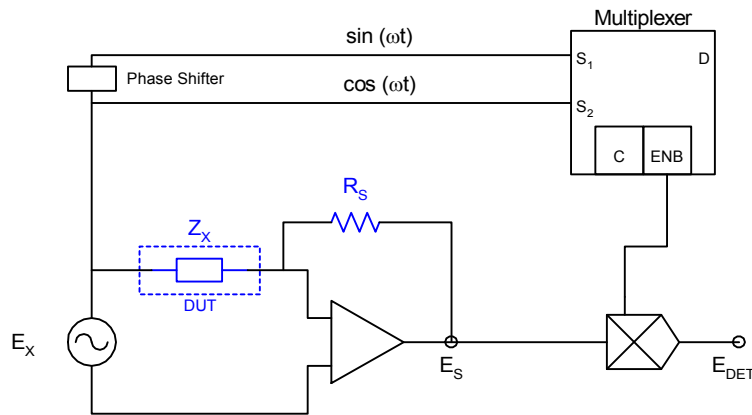 Multiplexer
sin (ωt)
S1
D
Phase Shifter
cos (ωt)
S2
C
ENB
RS
ZX
DUT
EX
ES
EDET